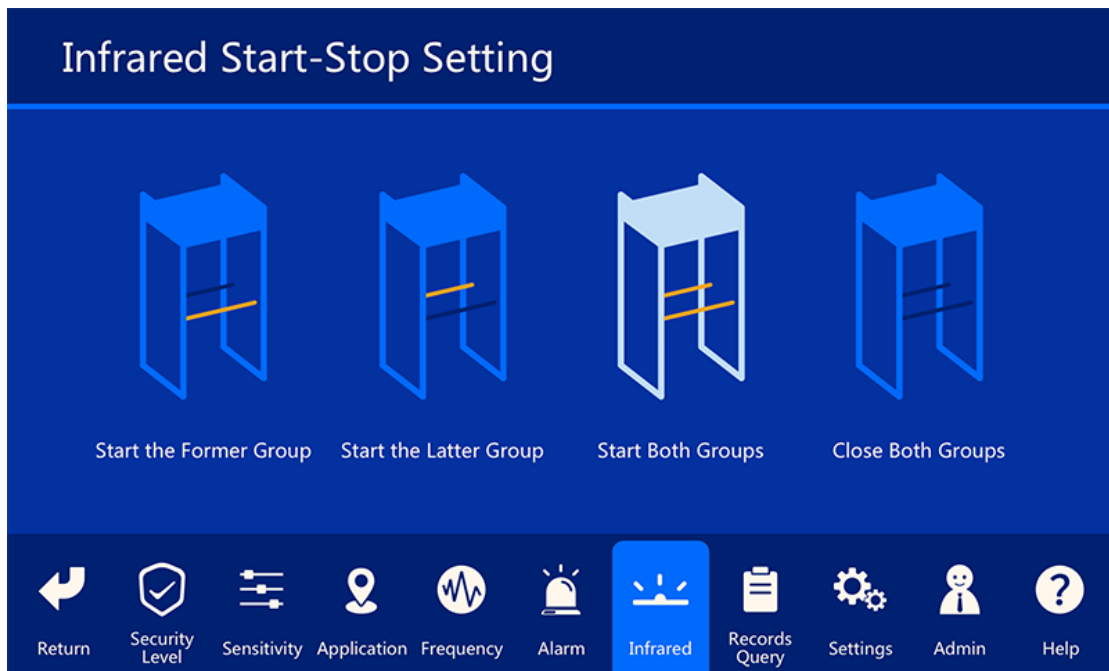 Infrared Start-Stop Setting
Start the Former Group
Start the Latter Group
Start Both Groups
Close Both Groups
Return
Security
Level
Sensitivity
Application
Frequency
Alarm
Infrared
Records
Query
Settings
Admin
Help